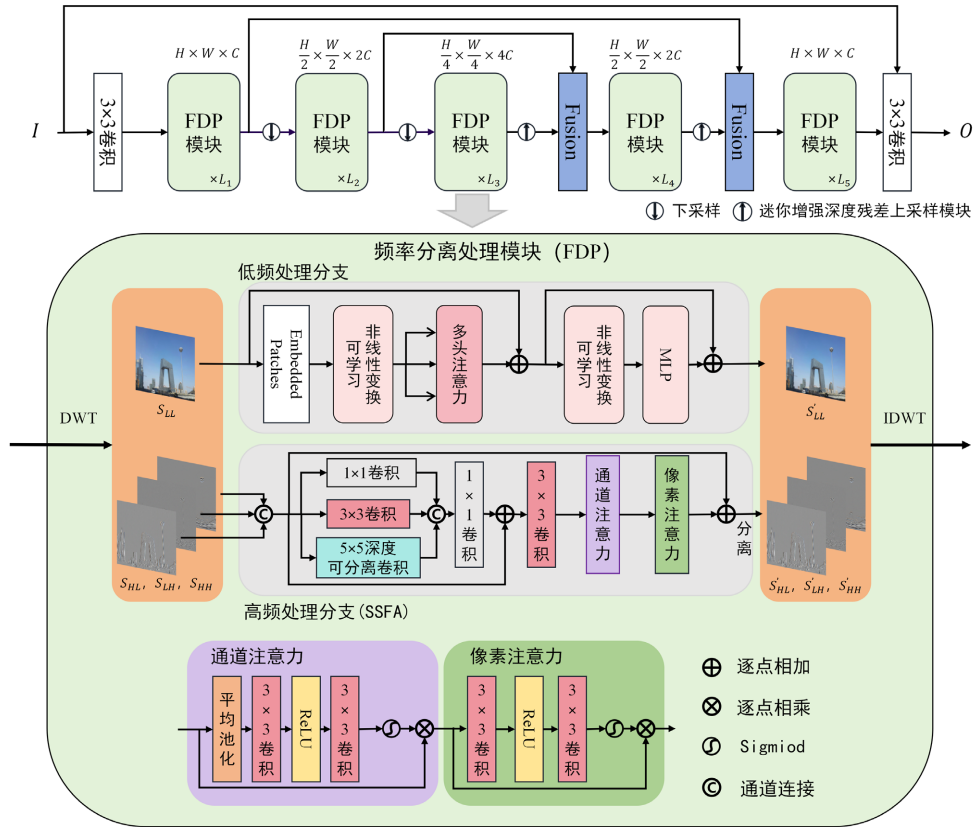 H × W × C
H/2 × W/2 × 2C
H/4 × W/4 × 4C
H/2 × W/2 × 2C
H × W × C
I
3×3卷积
FDP
模块
×L₁
FDP
模块
×L₂
FDP
模块
×L₃
Fusion
FDP
模块
×L₄
Fusion
FDP
模块
×L₅
3×3卷积
O
下采样
迷你增强深度残差上采样模块
频率分离处理模块 (FDP)
低频处理分支
Embedded
Patches
可学习
非线性变换
多头注意力
可学习
非线性变换
MLP
S_LL
S'_LL
DWT
IDWT
1×1卷积
3×3卷积
5×5深度
可分离卷积
C
C
1×1卷积
3×3卷积
通道注意力
像素注意力
分离
S_HL, S_LH, S_HH
S'_HL, S'_LH, S'_HH
高频处理分支(SSFA)
通道注意力
平均池化
3×3卷积
ReLU
3×3卷积
像素注意力
3×3卷积
ReLU
3×3卷积
逐点相加
逐点相乘
Sigmiod
C 通道连接